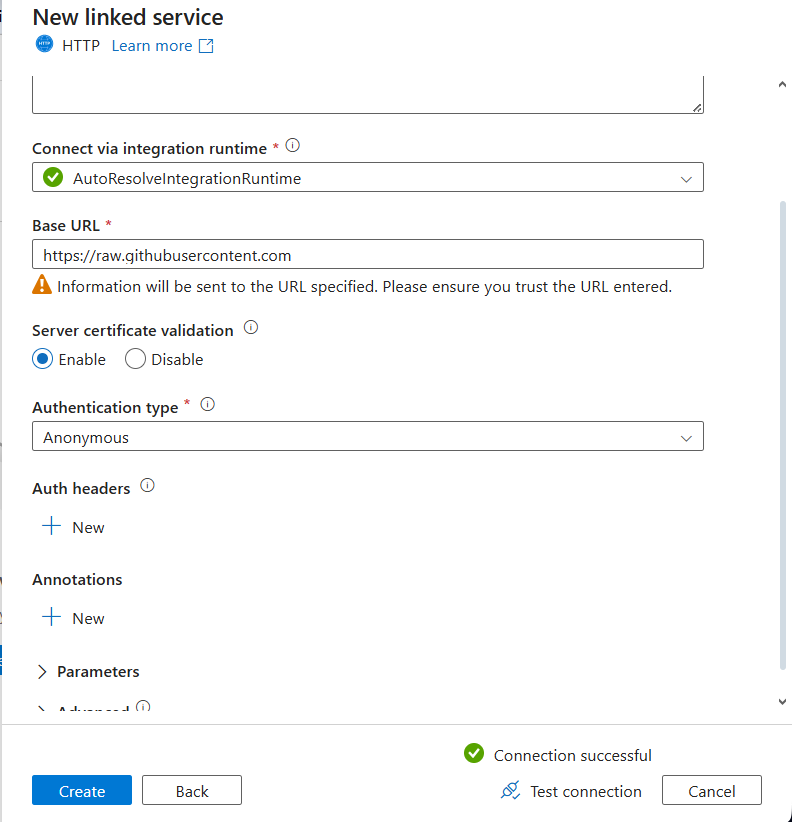 New linked service
HTTP Learn more
Connect via integration runtime *
AutoResolveIntegrationRuntime
Base URL *
https://raw.githubusercontent.com
Information will be sent to the URL specified. Please ensure you trust the URL entered.
Server certificate validation
Enable Disable
Authentication type *
Anonymous
Auth headers
New
Annotations
New
Parameters
Advanced
Connection successful
Create Back Test connection Cancel